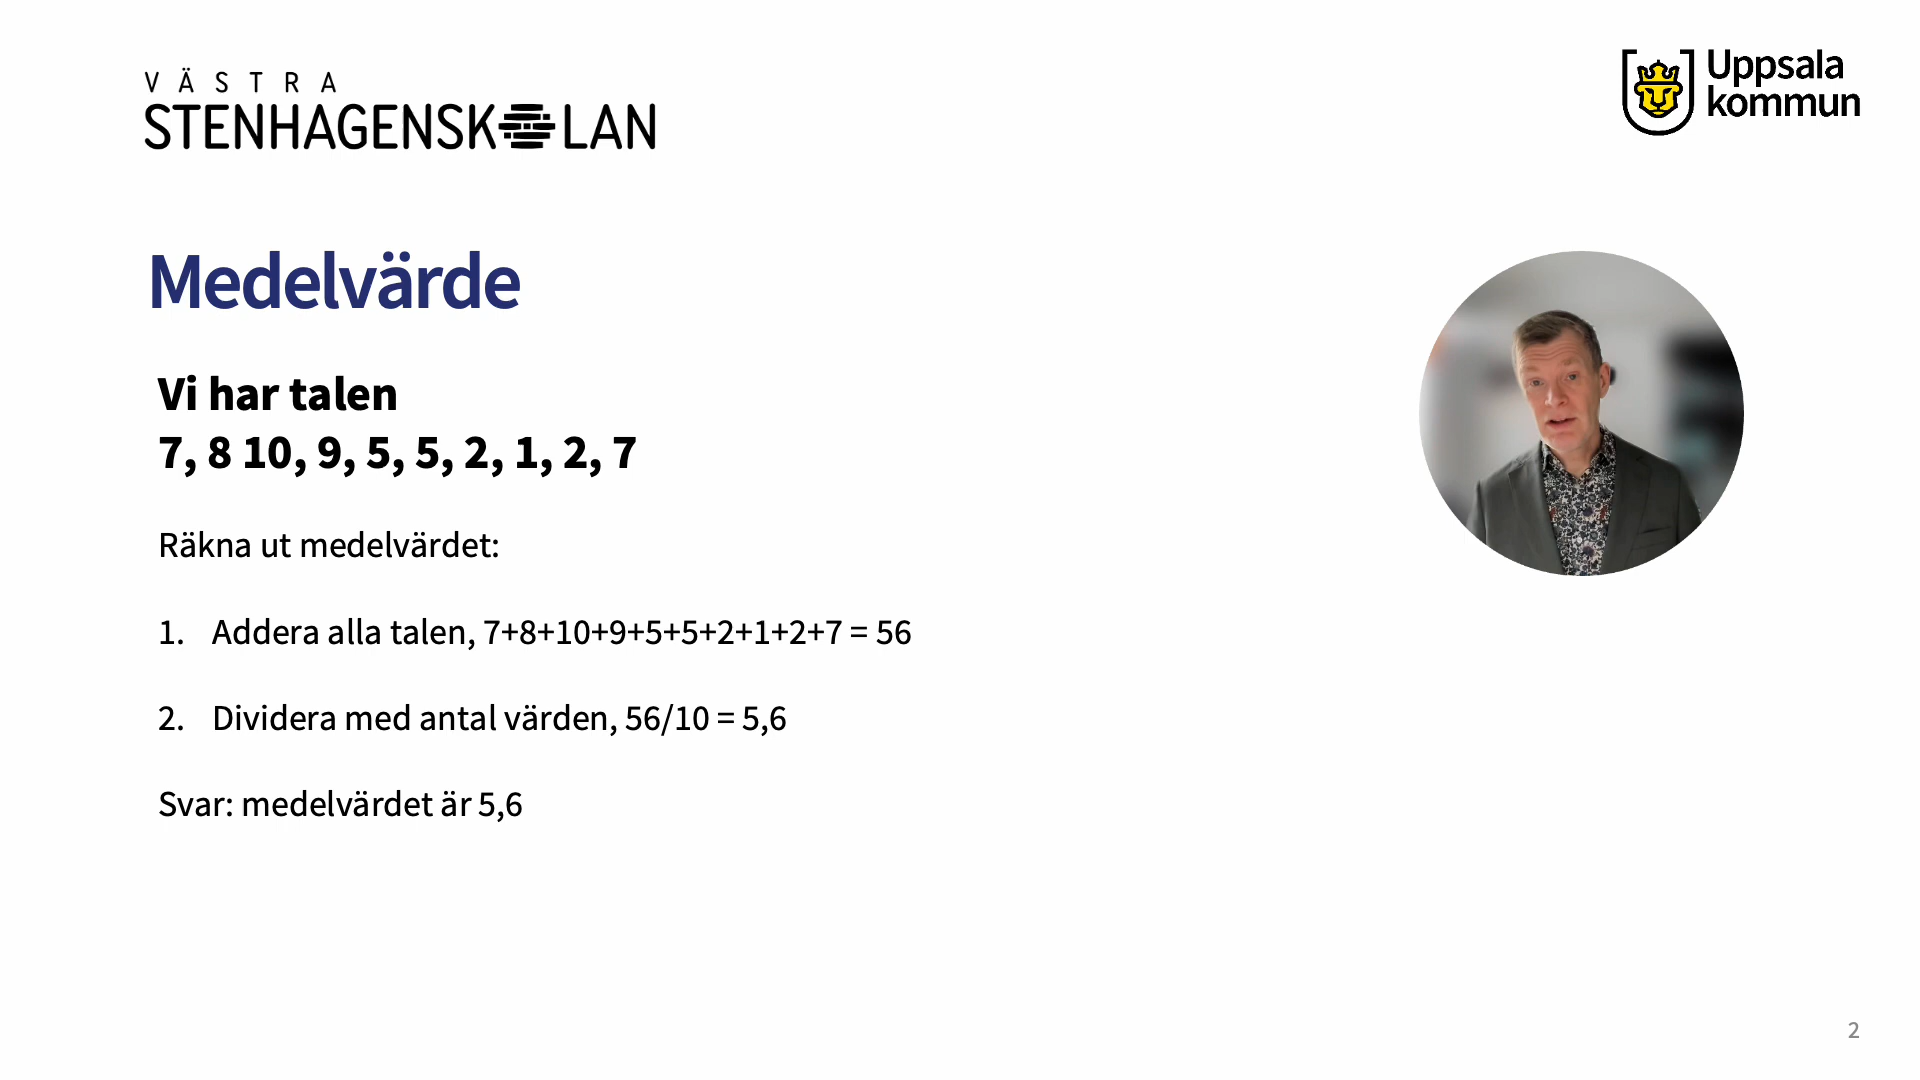 VÄSTRA
STENHAGENSKOLAN
Uppsala
kommun
Medelvärde
Vi har talen
7, 8 10, 9, 5, 5, 2, 1, 2, 7
Räkna ut medelvärdet:
1. Addera alla talen, 7+8+10+9+5+5+2+1+2+7 = 56
2. Dividera med antal värden, 56/10 = 5,6
Svar: medelvärdet är 5,6
2